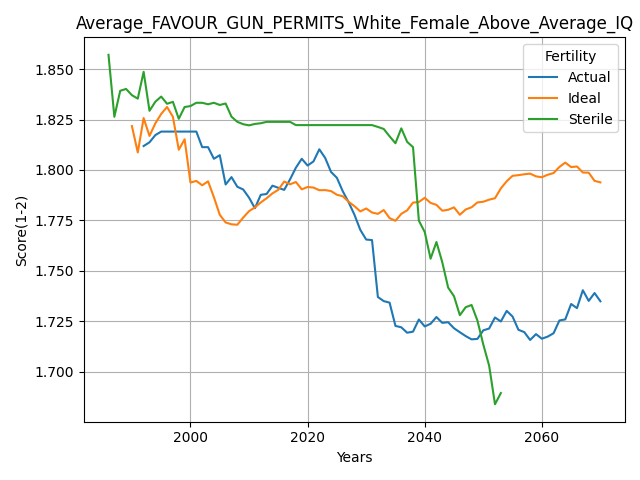 Average_FAVOUR_GUN_PERMITS_White_Female_Above_Average_IQ
Fertility
Actual
Ideal
Sterile
Score(1-2)
1.850
1.825
1.800
1.775
1.750
1.725
1.700
2000 2020 2040 2060
Years